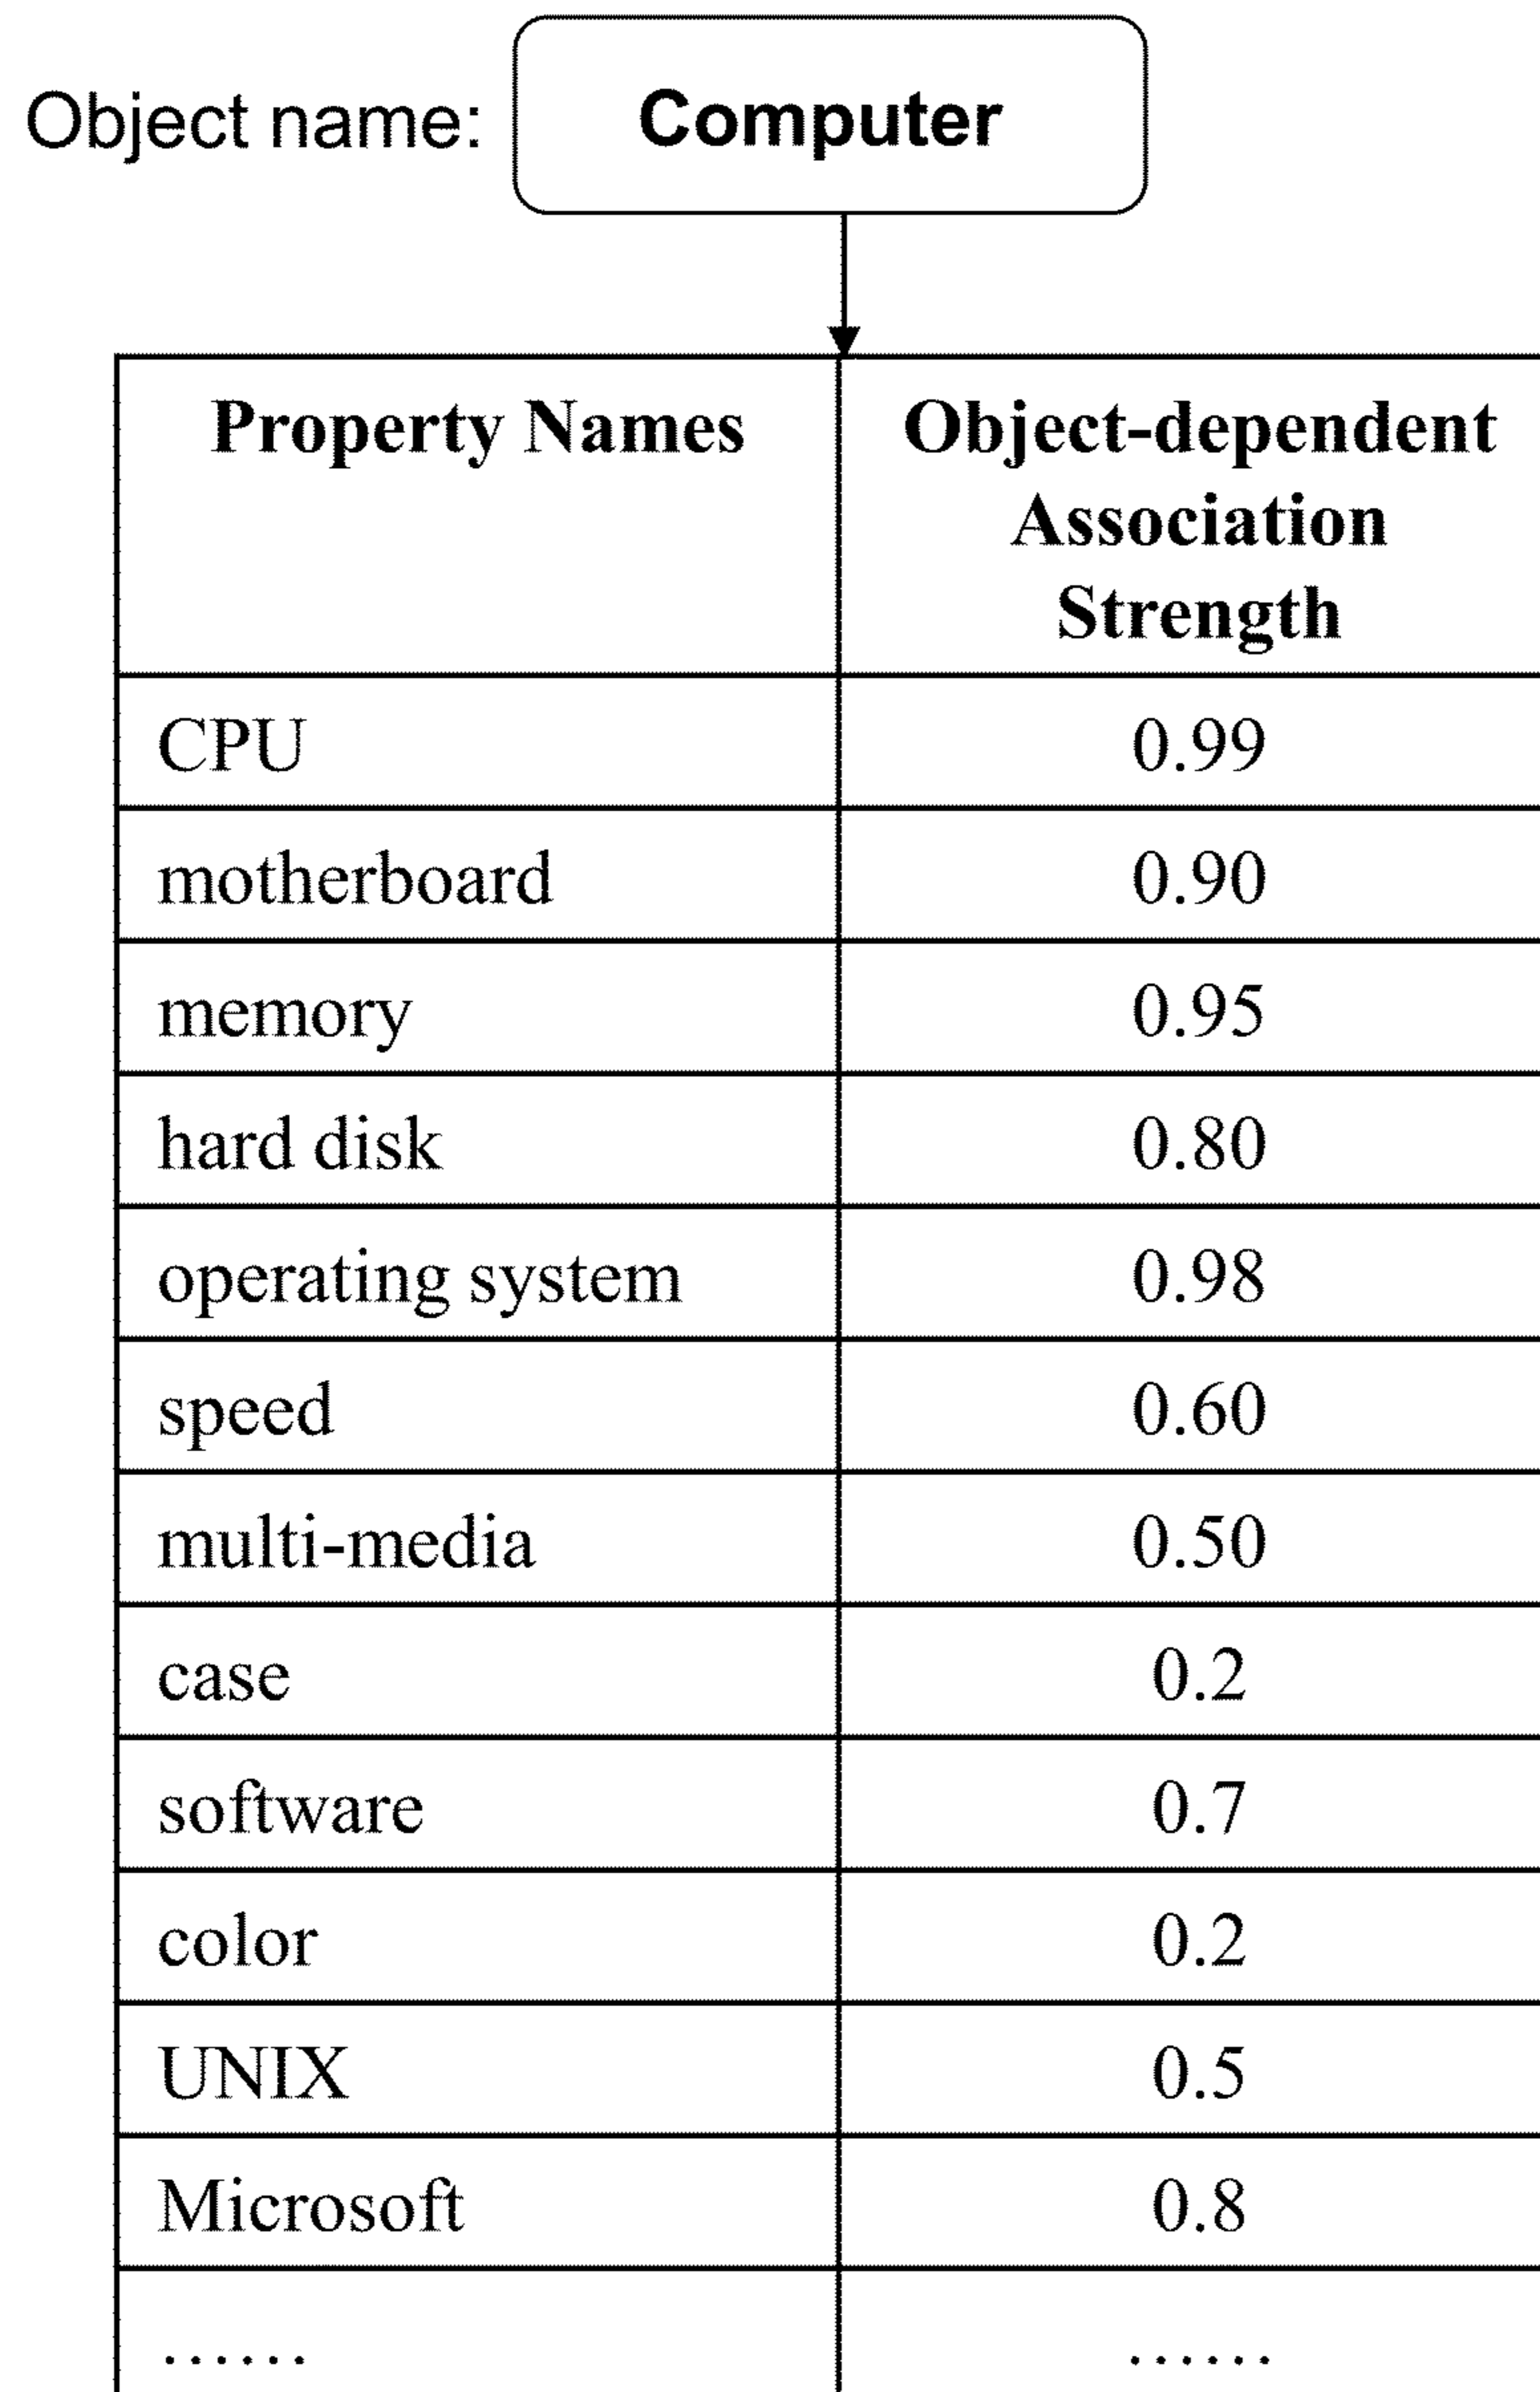 Object name: Computer
Property Names Object-dependent
Association
Strength
CPU 0.99
motherboard 0.90
memory 0.95
hard disk 0.80
operating system 0.98
speed 0.60
multi-media 0.50
case 0.2
software 0.7
color 0.2
UNIX 0.5
Microsoft 0.8
...... ......